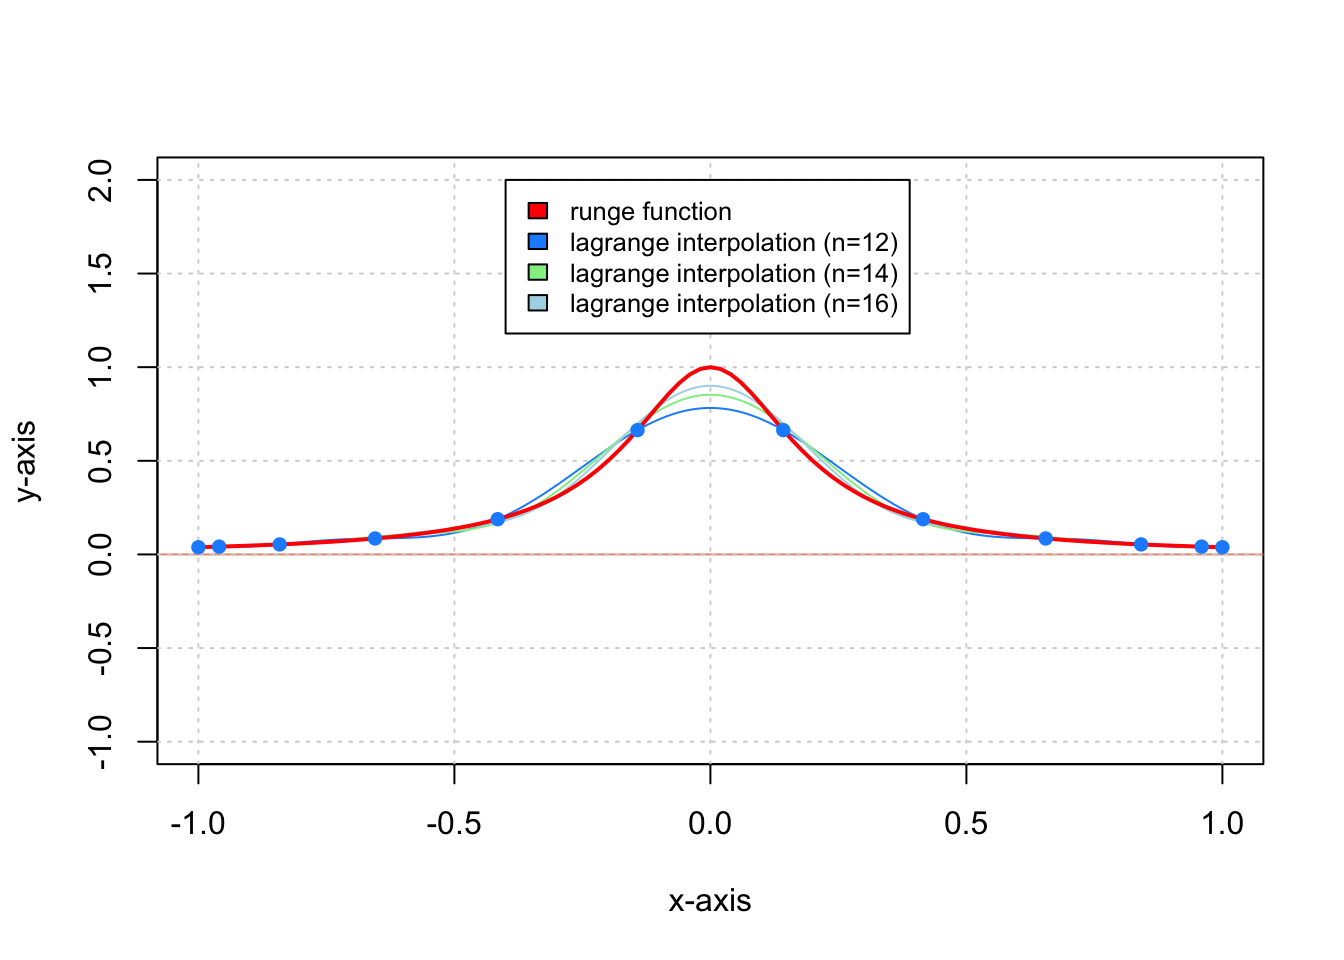 runge function
lagrange interpolation (n=12)
lagrange interpolation (n=14)
lagrange interpolation (n=16)
2.0
1.5
1.0
0.5
0.0
-0.5
-1.0
y-axis
-1.0 -0.5 0.0 0.5 1.0
x-axis